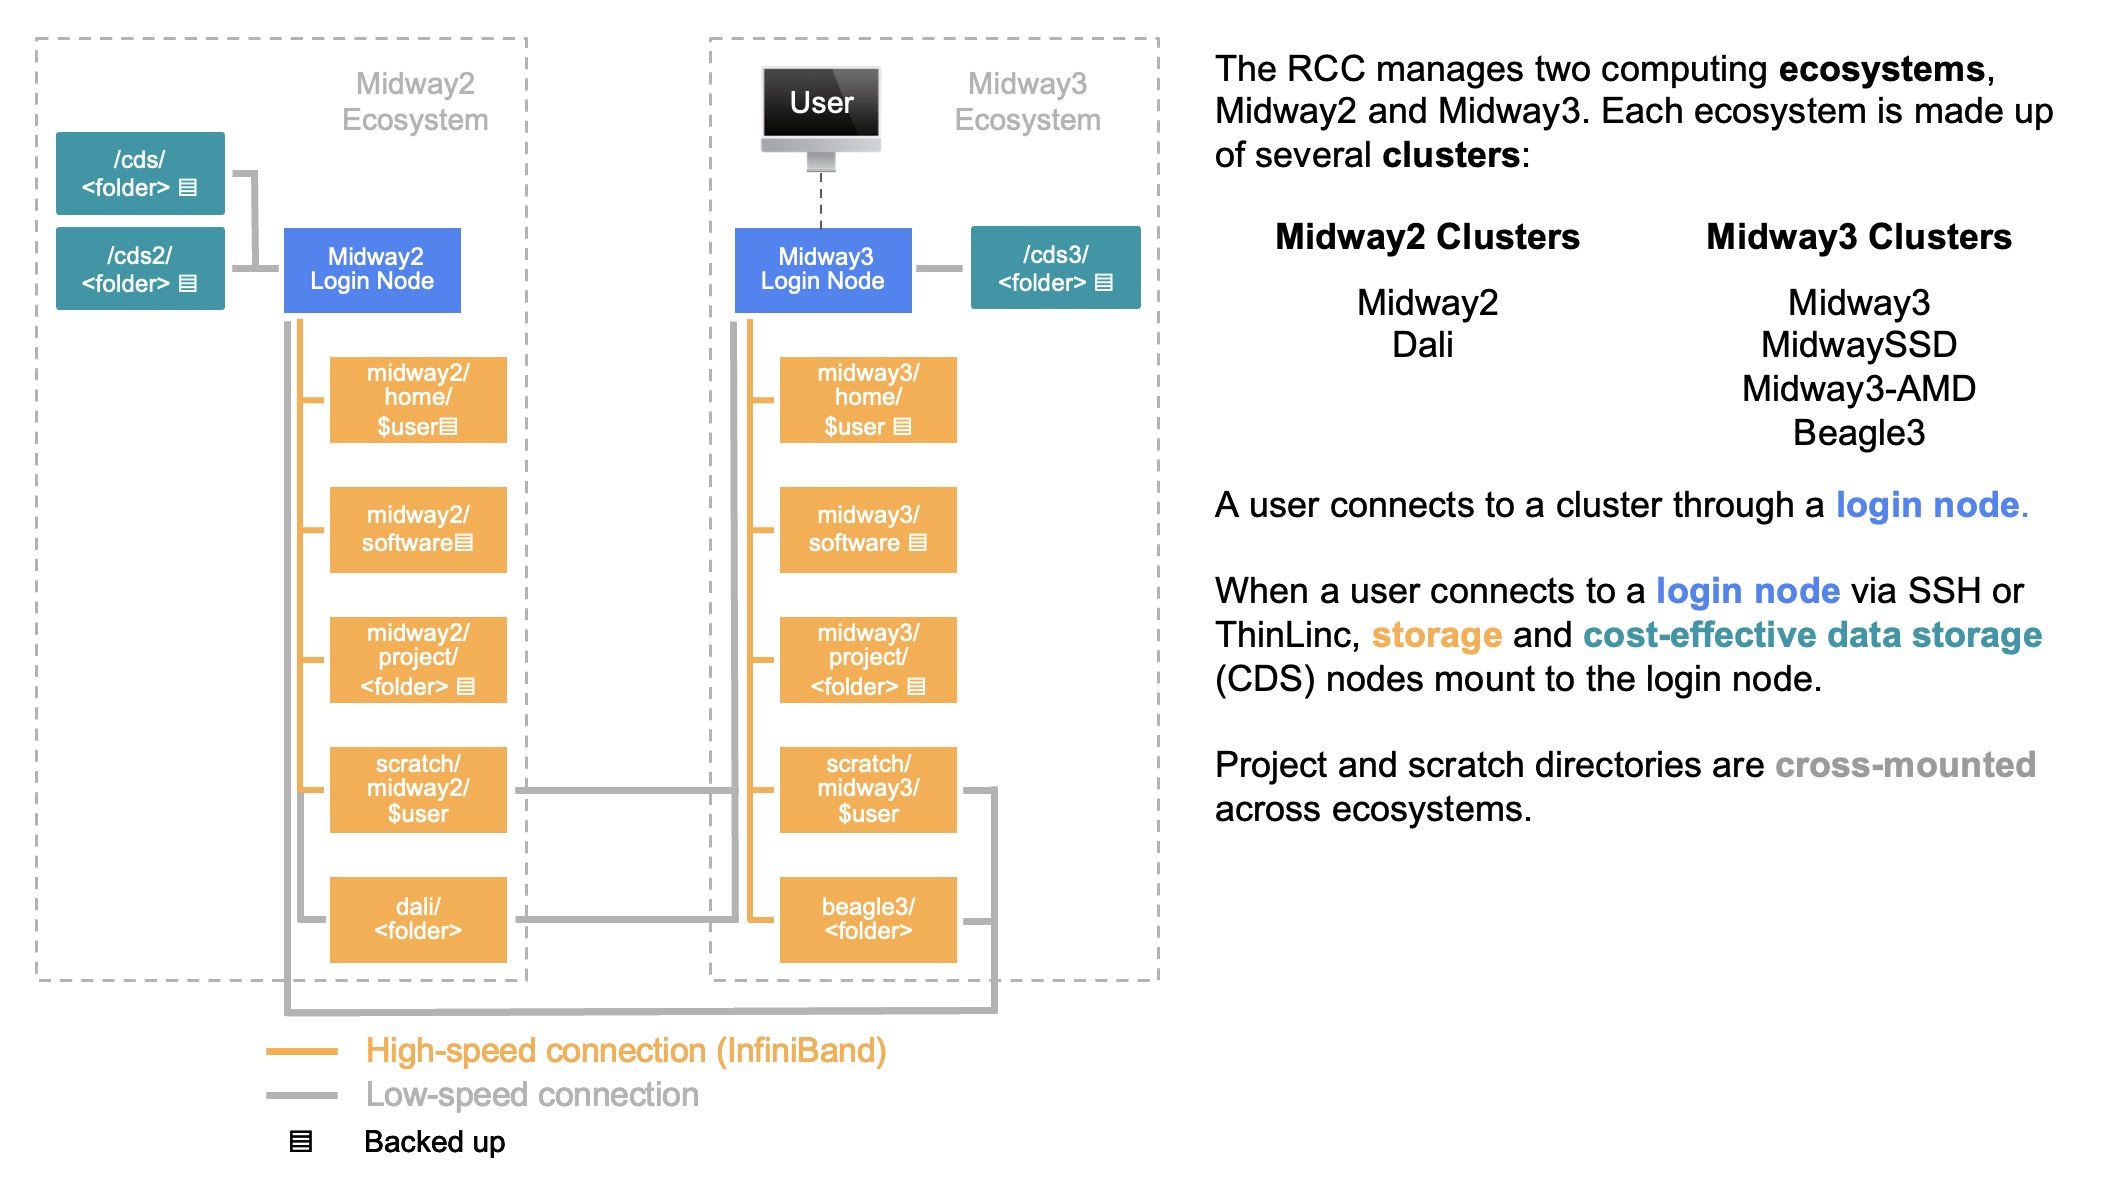 Midway2
Ecosystem
/cds/
<folder>
/cds2/
<folder>
Midway2
Login Node
midway2/
home/
$user
midway2/
software
midway2/
project/
<folder>
scratch/
midway2/
$user
dali/
<folder>
User
Midway3
Ecosystem
Midway3
Login Node
/cds3/
<folder>
midway3/
home/
$user
midway3/
software
midway3/
project/
<folder>
scratch/
midway3/
$user
beagle3/
<folder>
High-speed connection (InfiniBand)
Low-speed connection
Backed up
The RCC manages two computing ecosystems,
Midway2 and Midway3. Each ecosystem is made up
of several clusters:
Midway2 Clusters
Midway2
Dali
Midway3 Clusters
Midway3
MidwaySSD
Midway3-AMD
Beagle3
A user connects to a cluster through a login node.
When a user connects to a login node via SSH or
ThinLinc, storage and cost-effective data storage
(CDS) nodes mount to the login node.
Project and scratch directories are cross-mounted
across ecosystems.